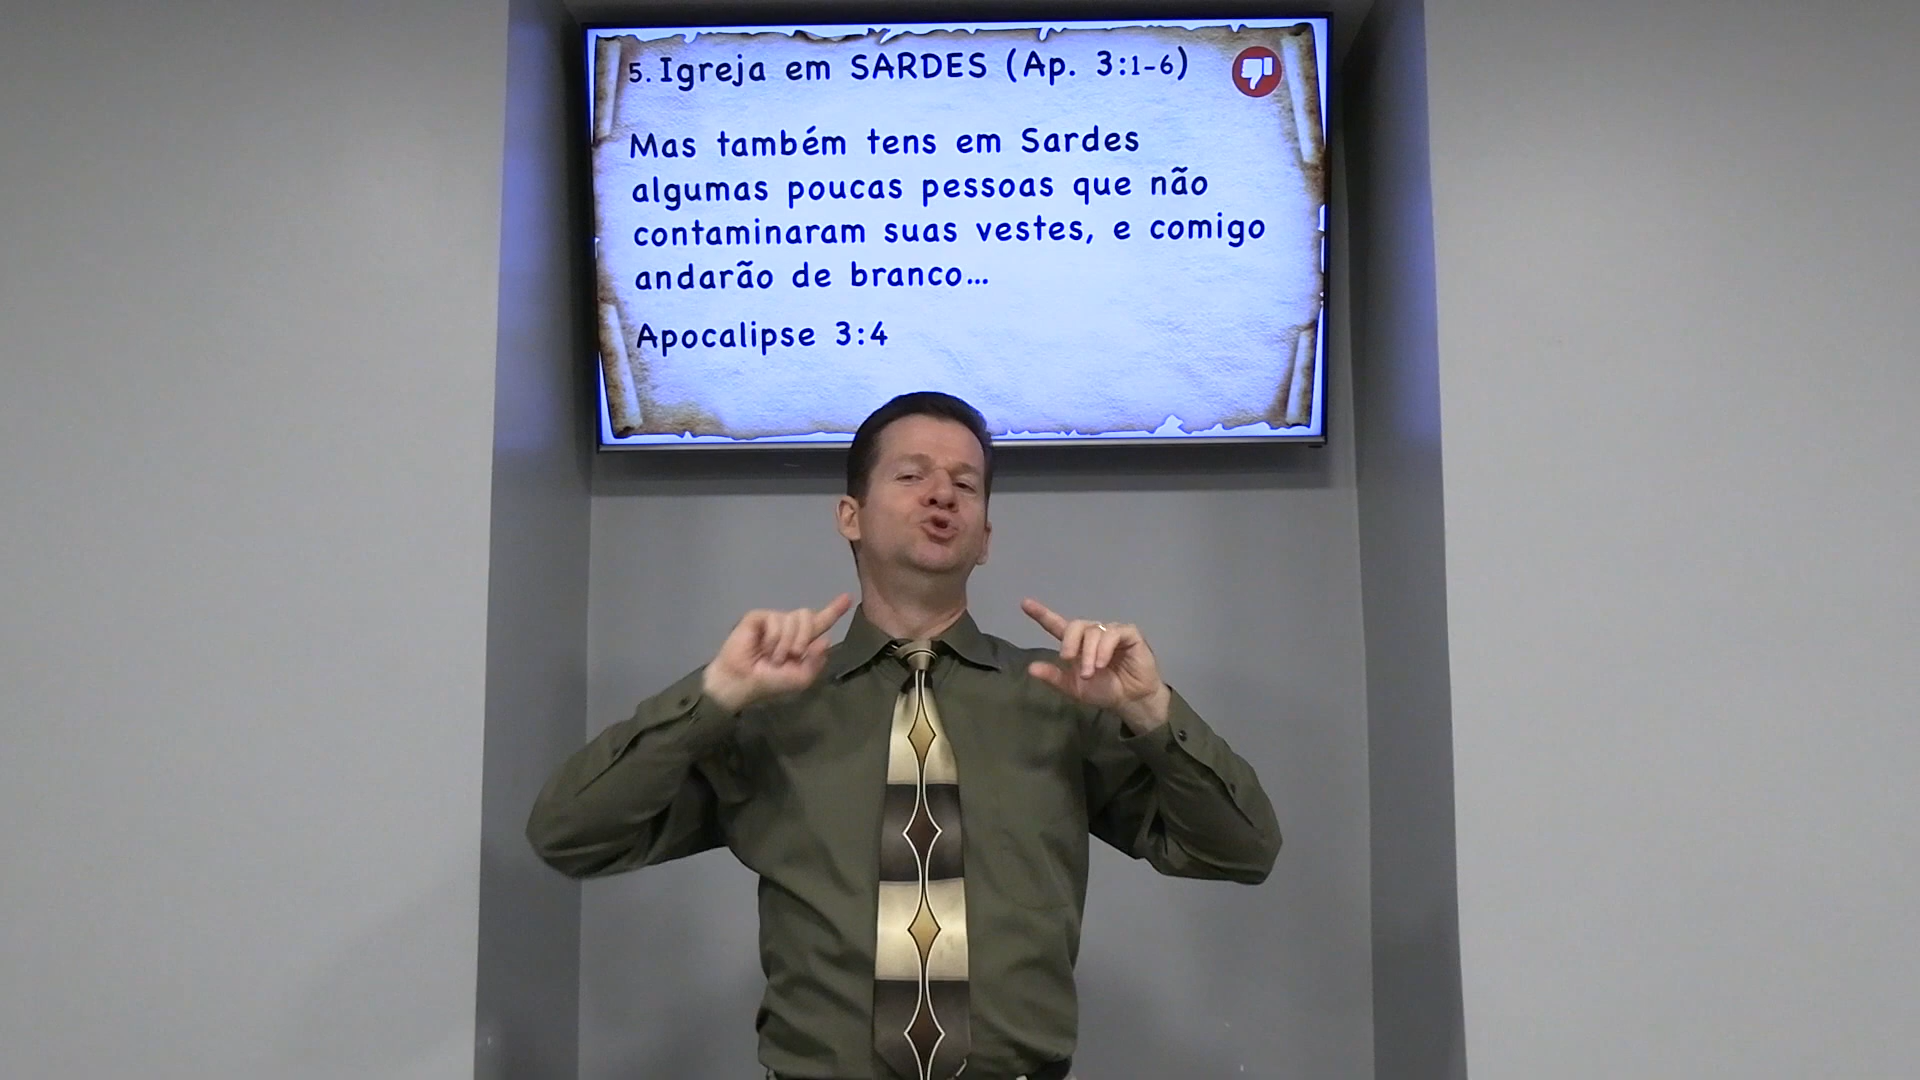 5. Igreja em SARDES (Ap. 3:1-6)
Mas também tens em Sardes
algumas poucas pessoas que não
contaminaram suas vestes, e comigo
andarão de branco...
Apocalipse 3:4